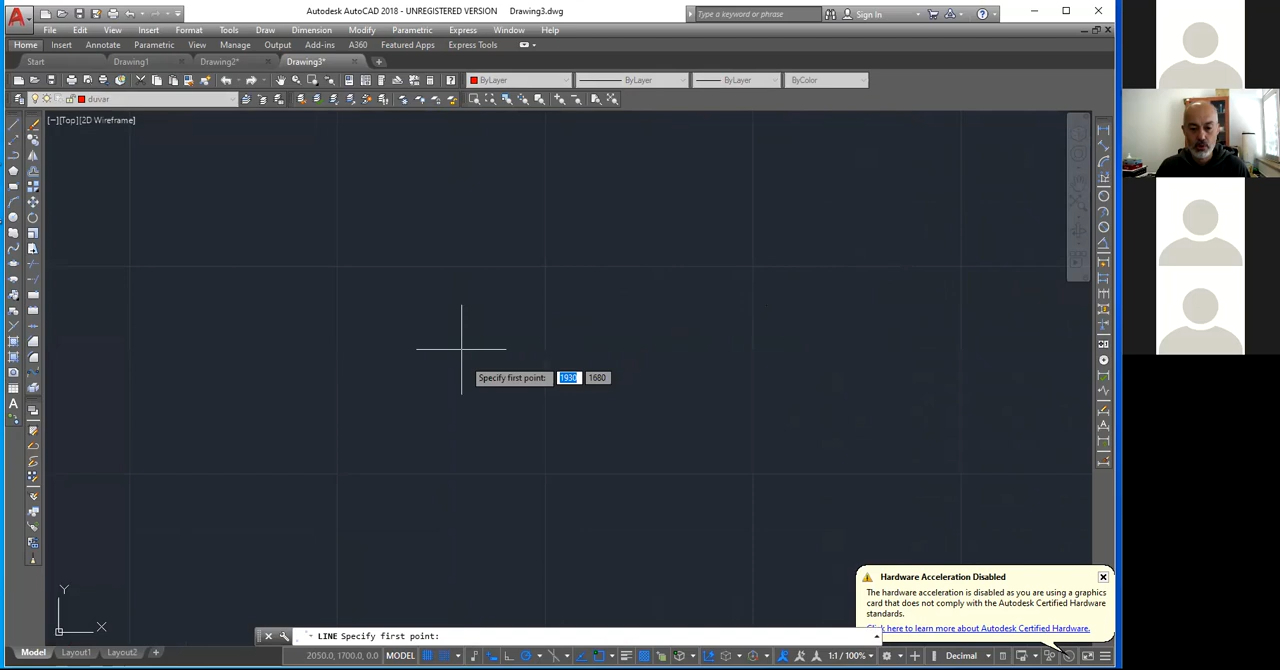 Autodesk AutoCAD 2018 - UNREGISTERED VERSION Drawing3.dwg
Type a keyword or phrase
Sign In
File Edit View Insert Format Tools Draw Dimension Modify Parametric Express Window Help
Home Insert Annotate Parametric View Manage Output Add-ins A360 Featured Apps Express Tools
Start Drawing1 Drawing2* Drawing3*
ByLayer ByLayer ByLayer ByColor
duvar
[−][Top][2D Wireframe]
Specify first point: 1930 1680
Hardware Acceleration Disabled
The hardware acceleration is disabled as you are using a graphics
card that does not comply with the Autodesk Certified Hardware
standards.
Click here to learn more about Autodesk Certified Hardware.
Y
X
LINE Specify first point:
Model Layout1 Layout2 +
2050.0, 1700.0, 0.0 MODEL 1:1 / 100% Decimal